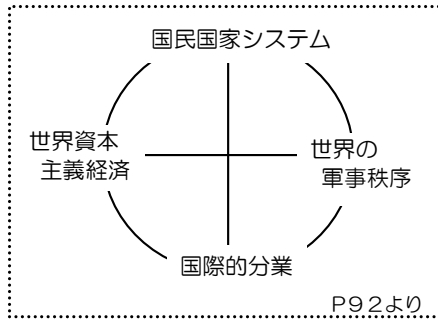 国民国家システム
世界資本
主義経済
世界の
軍事秩序
国際的分業
P92より